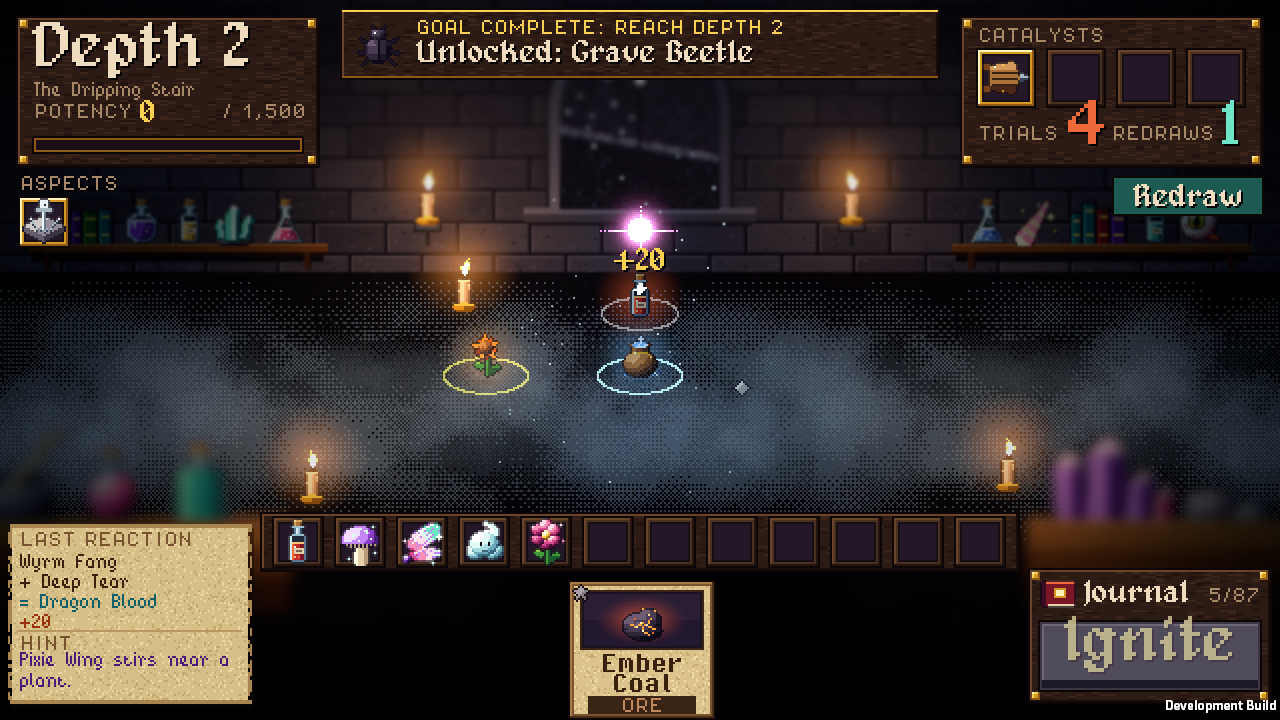 Depth 2
The Dripping Stair
POTENCY 0 / 1,500
ASPECTS
GOAL COMPLETE: REACH DEPTH 2
Unlocked: Grave Beetle
CATALYSTS
TRIALS 4 REDRAWS 1
Redraw
+20
LAST REACTION
Wyrm Fang
+ Deep Tear
= Dragon Blood
+20
HINT
Pixie Wing stirs near a
plant.
Ember
Coal
ORE
Journal 5/87
Ignite
Development Build